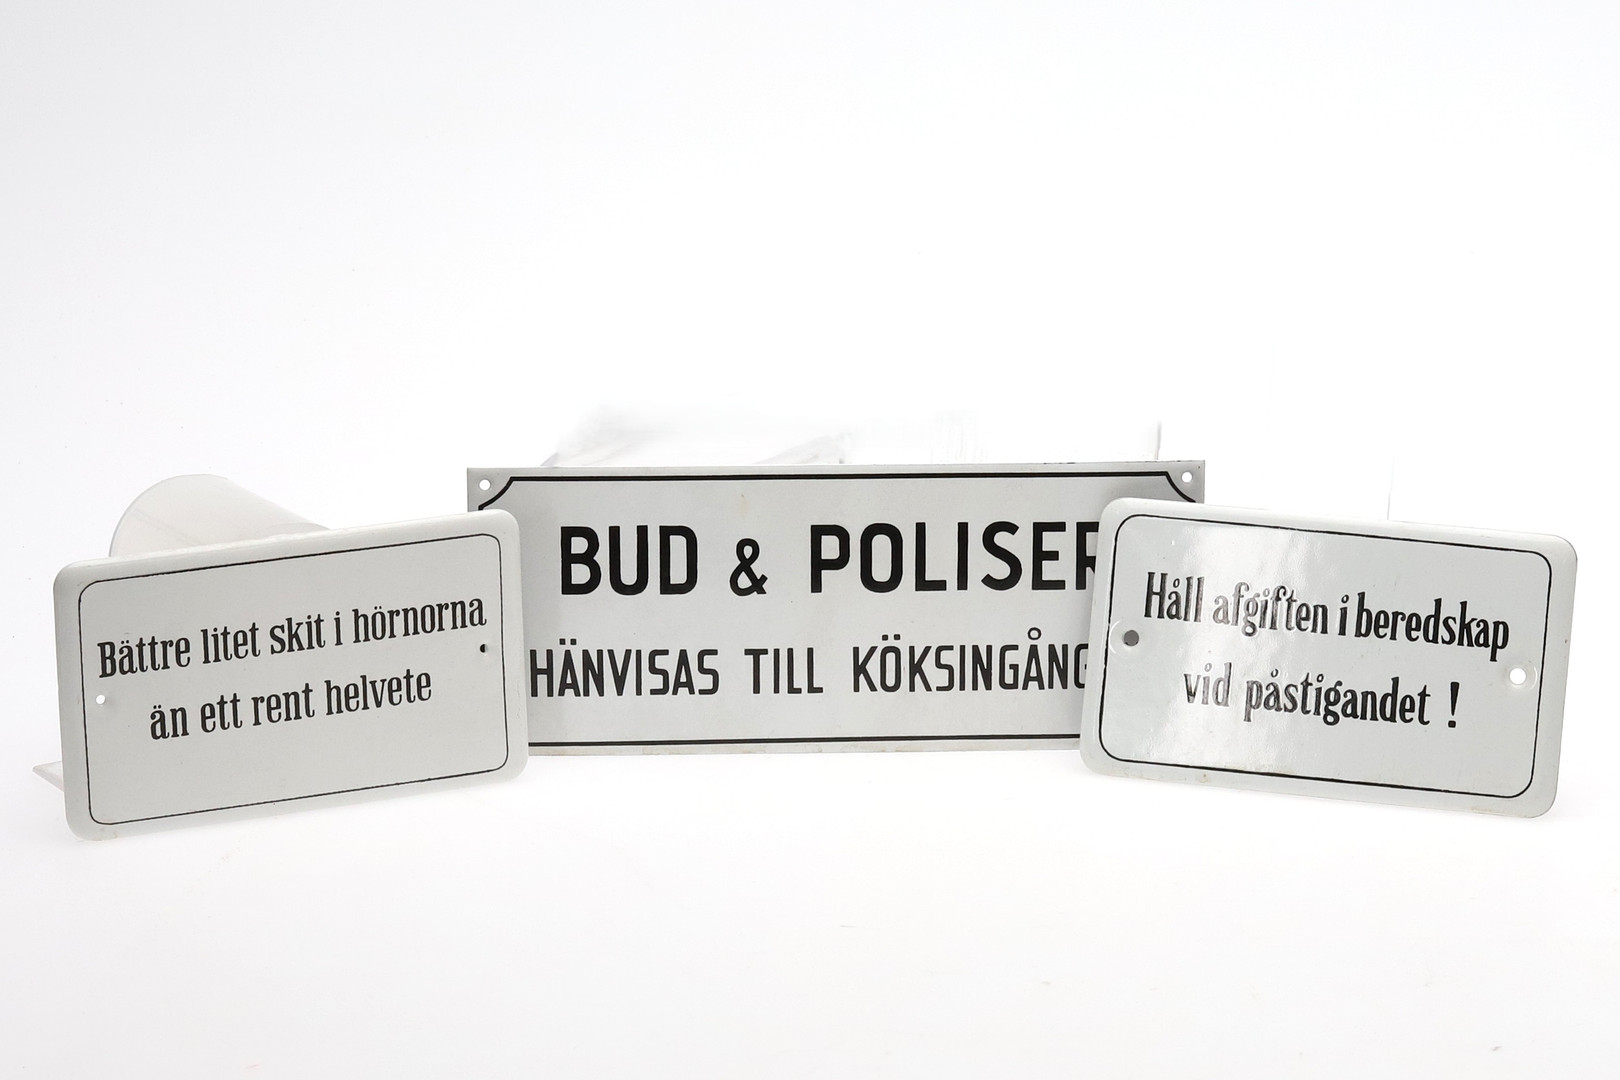 Bättre litet skit i hörnorna
än ett rent helvete
BUD & POLISER
HÄNVISAS TILL KÖKSINGÅNG
Håll afgiften i beredskap
vid påstigandet !